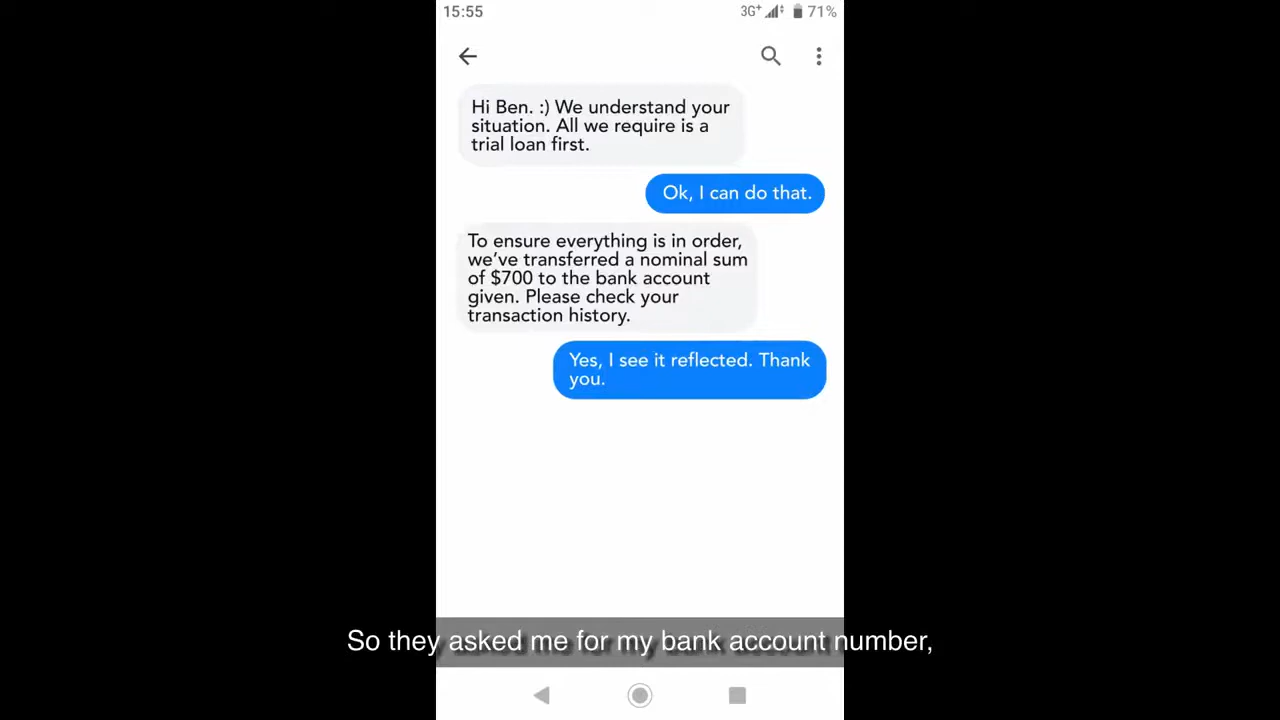 15:55 3G+ 71%
Hi Ben. :) We understand your
situation. All we require is a
trial loan first.
Ok, I can do that.
To ensure everything is in order,
we’ve transferred a nominal sum
of $700 to the bank account
given. Please check your
transaction history.
Yes, I see it reflected. Thank
you.
So they asked me for my bank account number,